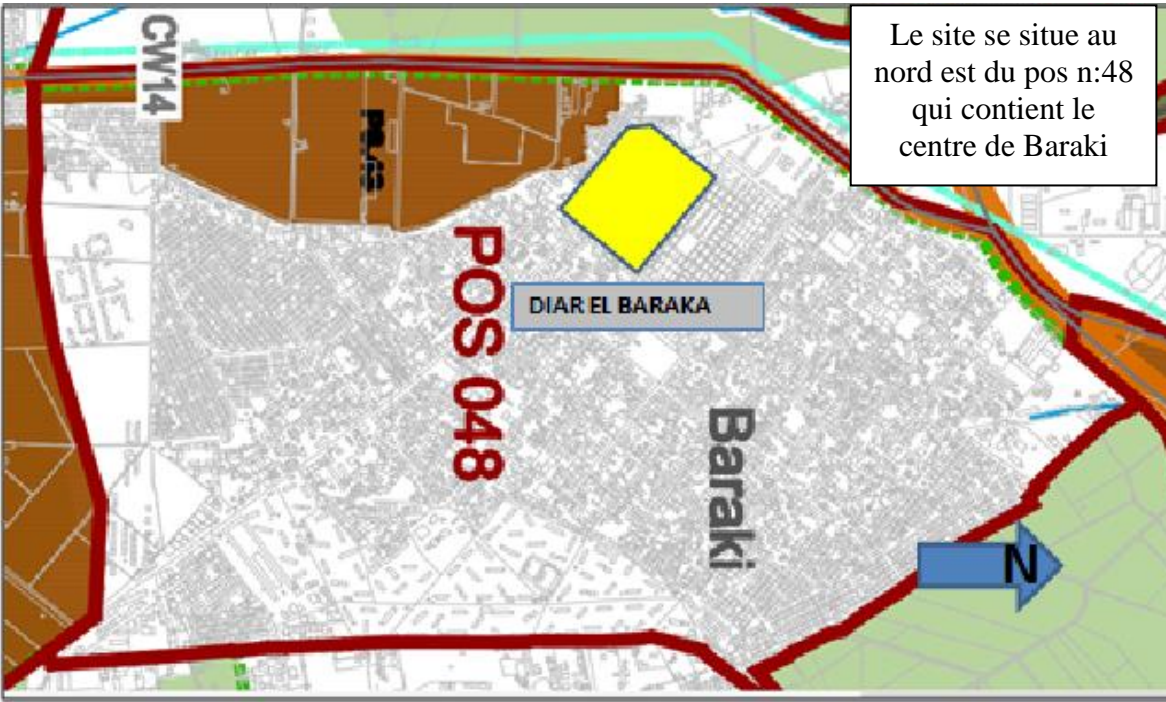 Le site se situe au
nord est du pos n:48
qui contient le
centre de Baraki
CW14
DIAR EL BARAKA
POS 048
Baraki
N